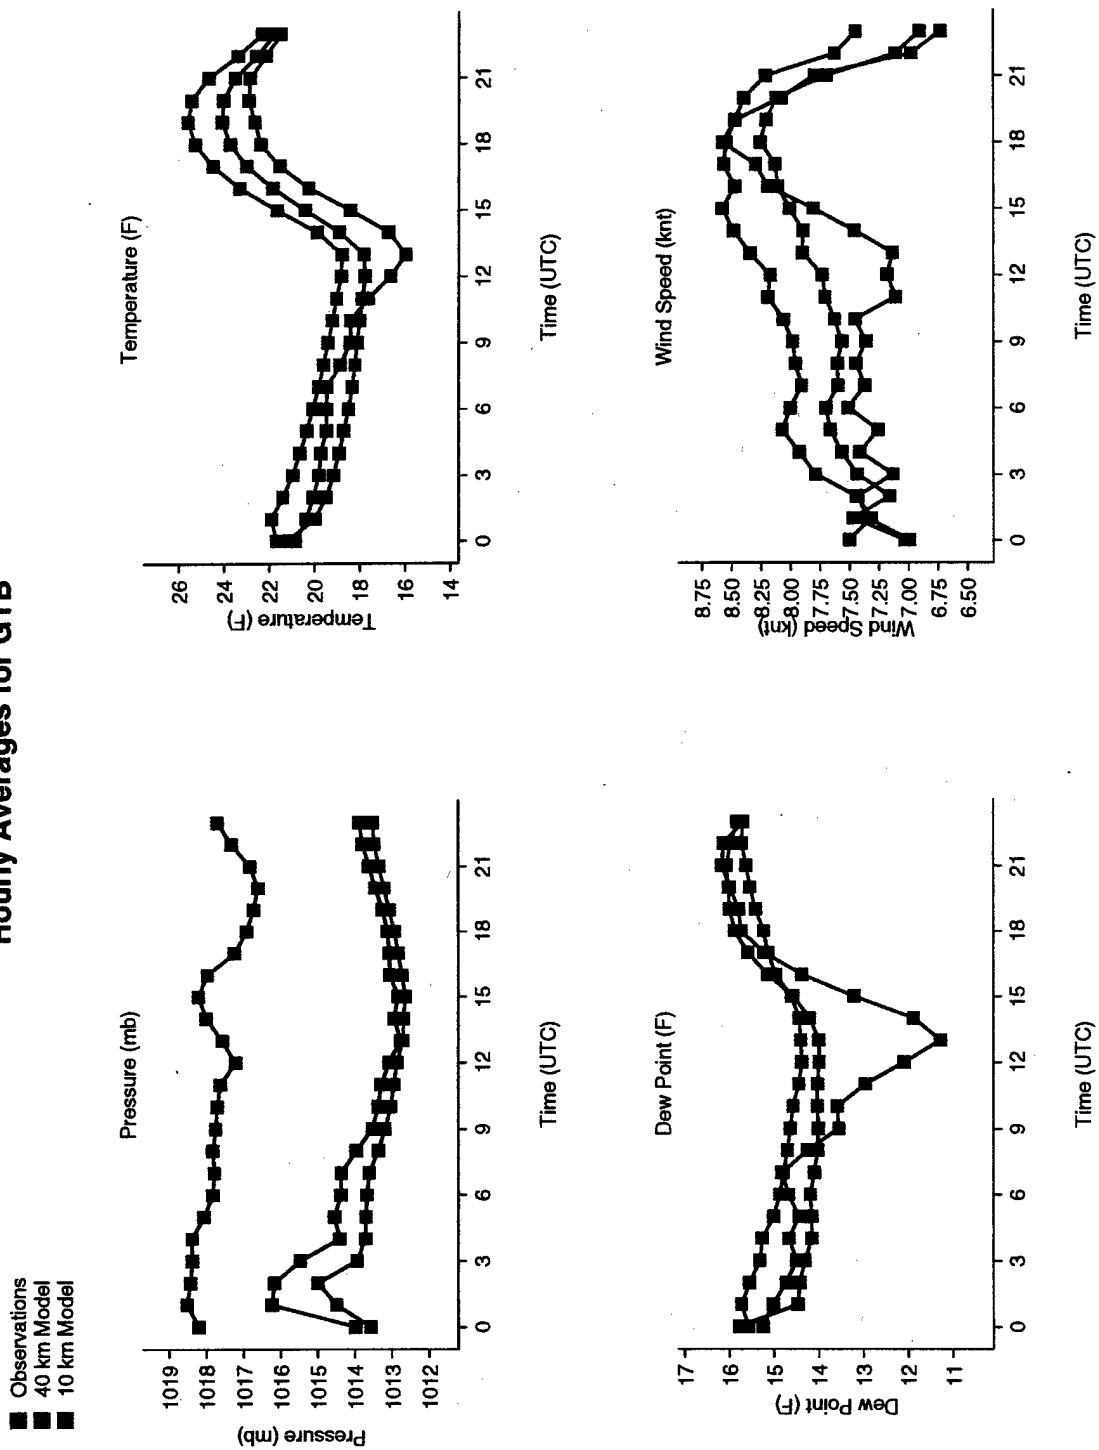 Hourly Averages for GTB
Observations
40 km Model
10 km Model
Pressure (mb)
Pressure (mb)
1019
1018
1017
1016
1015
1014
1013
1012
0 3 6 9 12 15 18 21
Time (UTC)
Temperature (F)
Temperature (F)
26
24
22
20
18
16
14
0 3 6 9 12 15 18 21
Time (UTC)
Dew Point (F)
Dew Point (F)
17
16
15
14
13
12
11
0 3 6 9 12 15 18 21
Time (UTC)
Wind Speed (knt)
Wind Speed (knt)
8.75
8.50
8.25
8.00
7.75
7.50
7.25
7.00
6.75
6.50
0 3 6 9 12 15 18 21
Time (UTC)